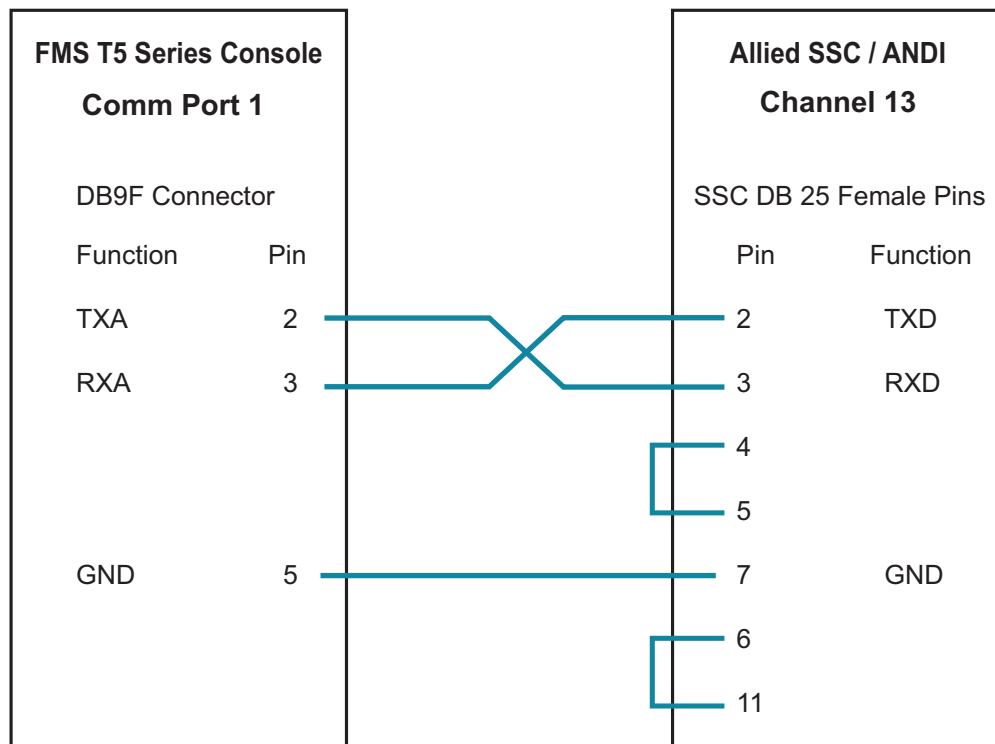 FMS T5 Series Console
Comm Port 1
DB9F Connector
Function Pin
TXA 2
RXA 3
GND 5
Allied SSC / ANDI
Channel 13
SSC DB 25 Female Pins
Pin Function
2 TXD
3 RXD
4
5
7 GND
6
11